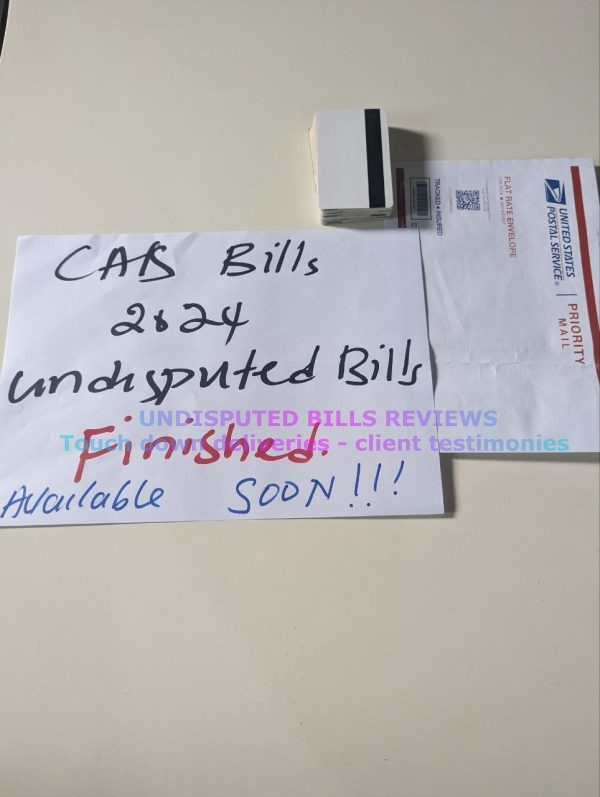 UNITED STATES
POSTAL SERVICE®
PRIORITY
MAIL
FLAT RATE ENVELOPE
TRACKED ■ INSURED
CAB Bills
2024
undisputed Bills
Finished.
Available SOON!!!
UNDISPUTED BILLS REVIEWS
Touch down deliveries - client testimonies